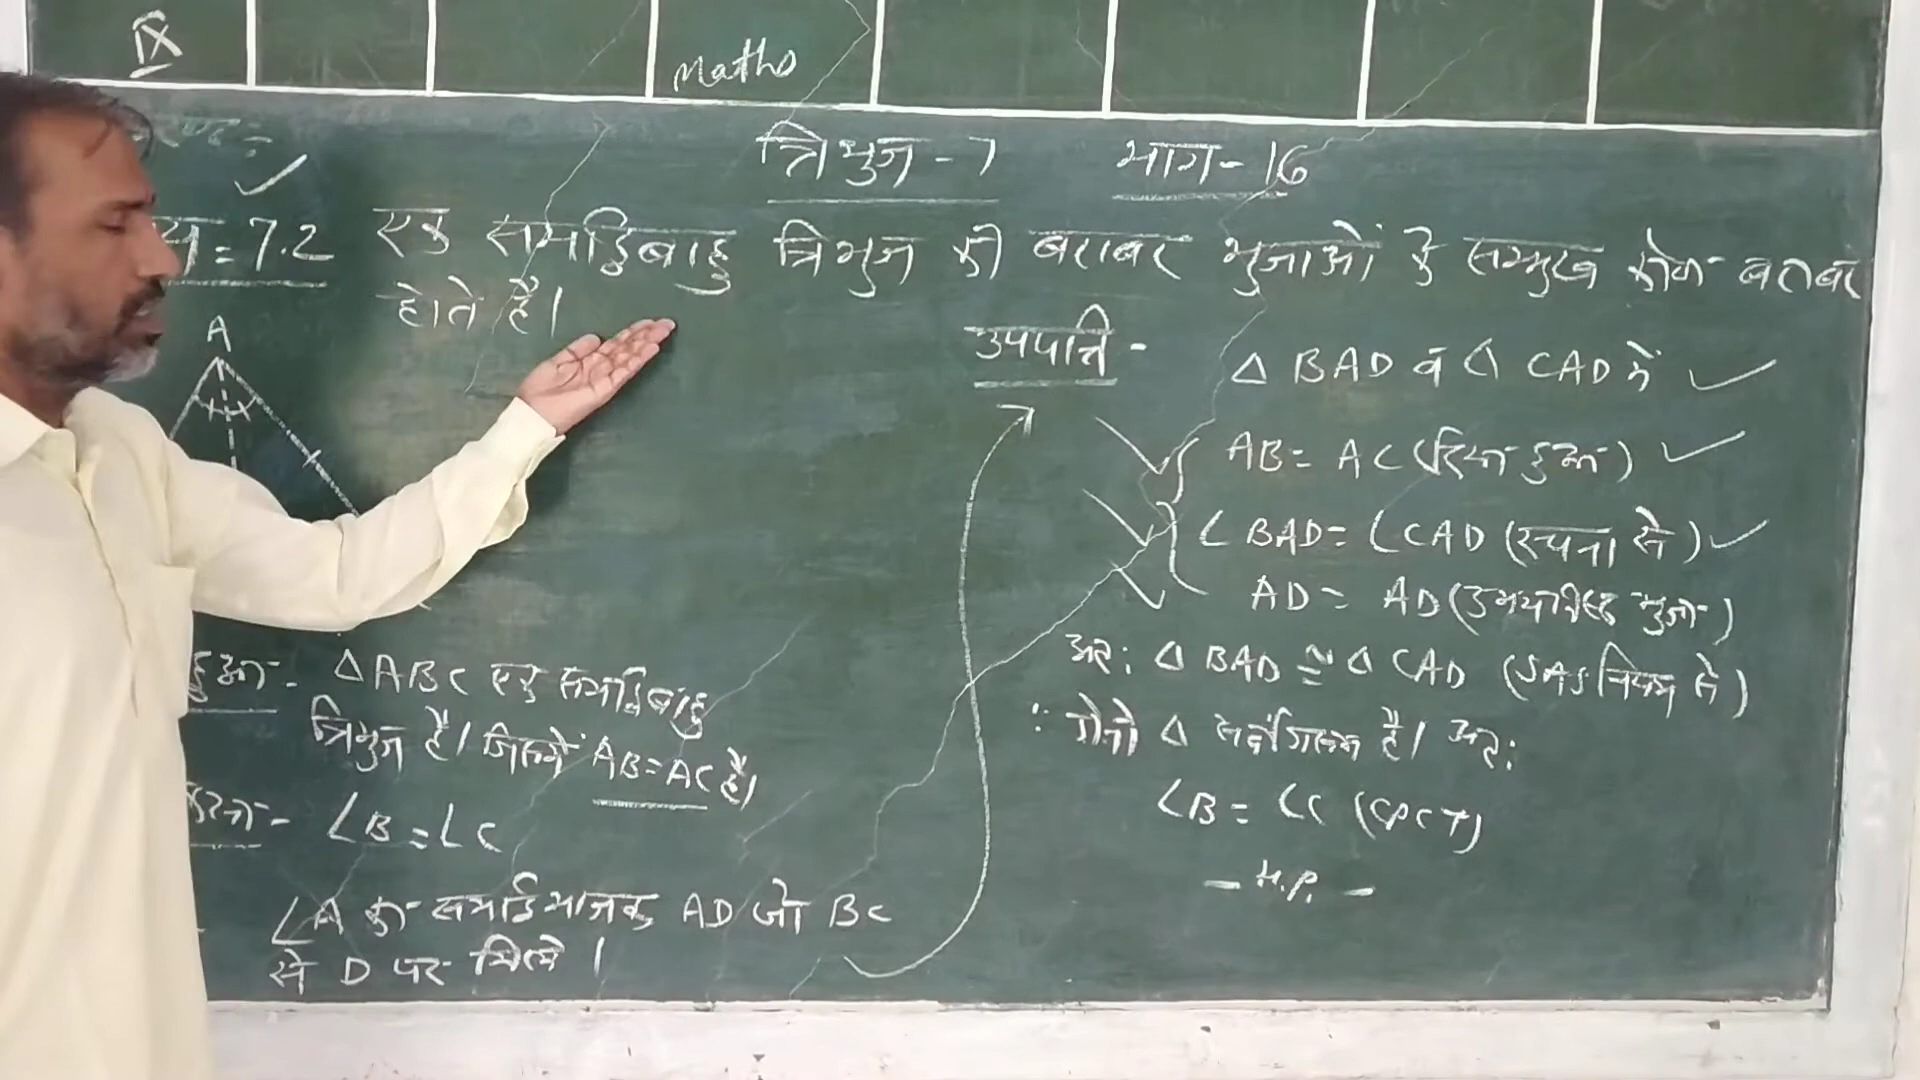 IX
Maths
त्रिभुज - 7 भाग - 16
य = 7.2 एक समद्विबाहु त्रिभुज की बराबर भुजाओं के सम्मुख कोण बराबर
होते हैं।
A
उपपत्ति -
Δ BAD व Δ CAD में
AB = AC (दिया हुआ)
∠BAD = ∠CAD (रचना से)
AD = AD (उभयनिष्ठ भुजा)
अतः Δ BAD ≅ Δ CAD (SAS नियम से)
∵ दोनों Δ सर्वांगसम हैं। अतः
∠B = ∠C (CPCT)
- H.P. -
हुआ - ΔABC एक समद्विबाहु
त्रिभुज है। जिसमें AB = AC है।
करना - ∠B = ∠C
∠A का समद्विभाजक AD जो BC
से D पर मिले।